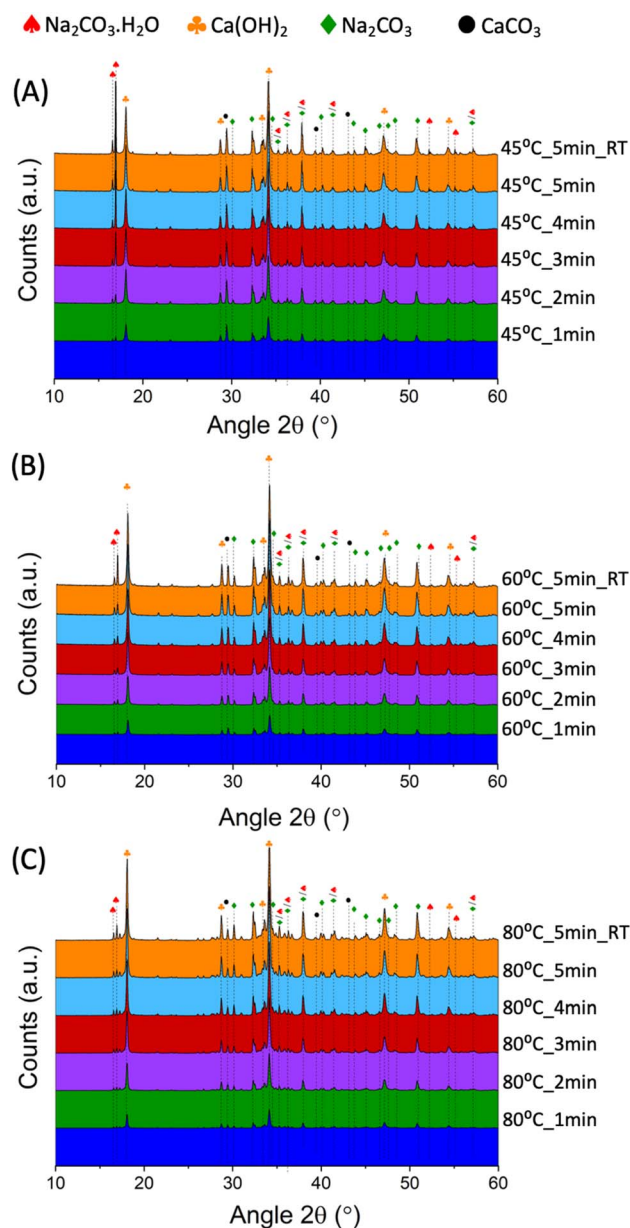 Na₂CO₃.H₂O Ca(OH)₂ Na₂CO₃ CaCO₃
(A)
45°C_5min_RT
45°C_5min
45°C_4min
45°C_3min
45°C_2min
45°C_1min
Counts (a.u.)
10 20 30 40 50 60
Angle 2θ (°)
(B)
60°C_5min_RT
60°C_5min
60°C_4min
60°C_3min
60°C_2min
60°C_1min
Counts (a.u.)
10 20 30 40 50 60
Angle 2θ (°)
(C)
80°C_5min_RT
80°C_5min
80°C_4min
80°C_3min
80°C_2min
80°C_1min
Counts (a.u.)
10 20 30 40 50 60
Angle 2θ (°)